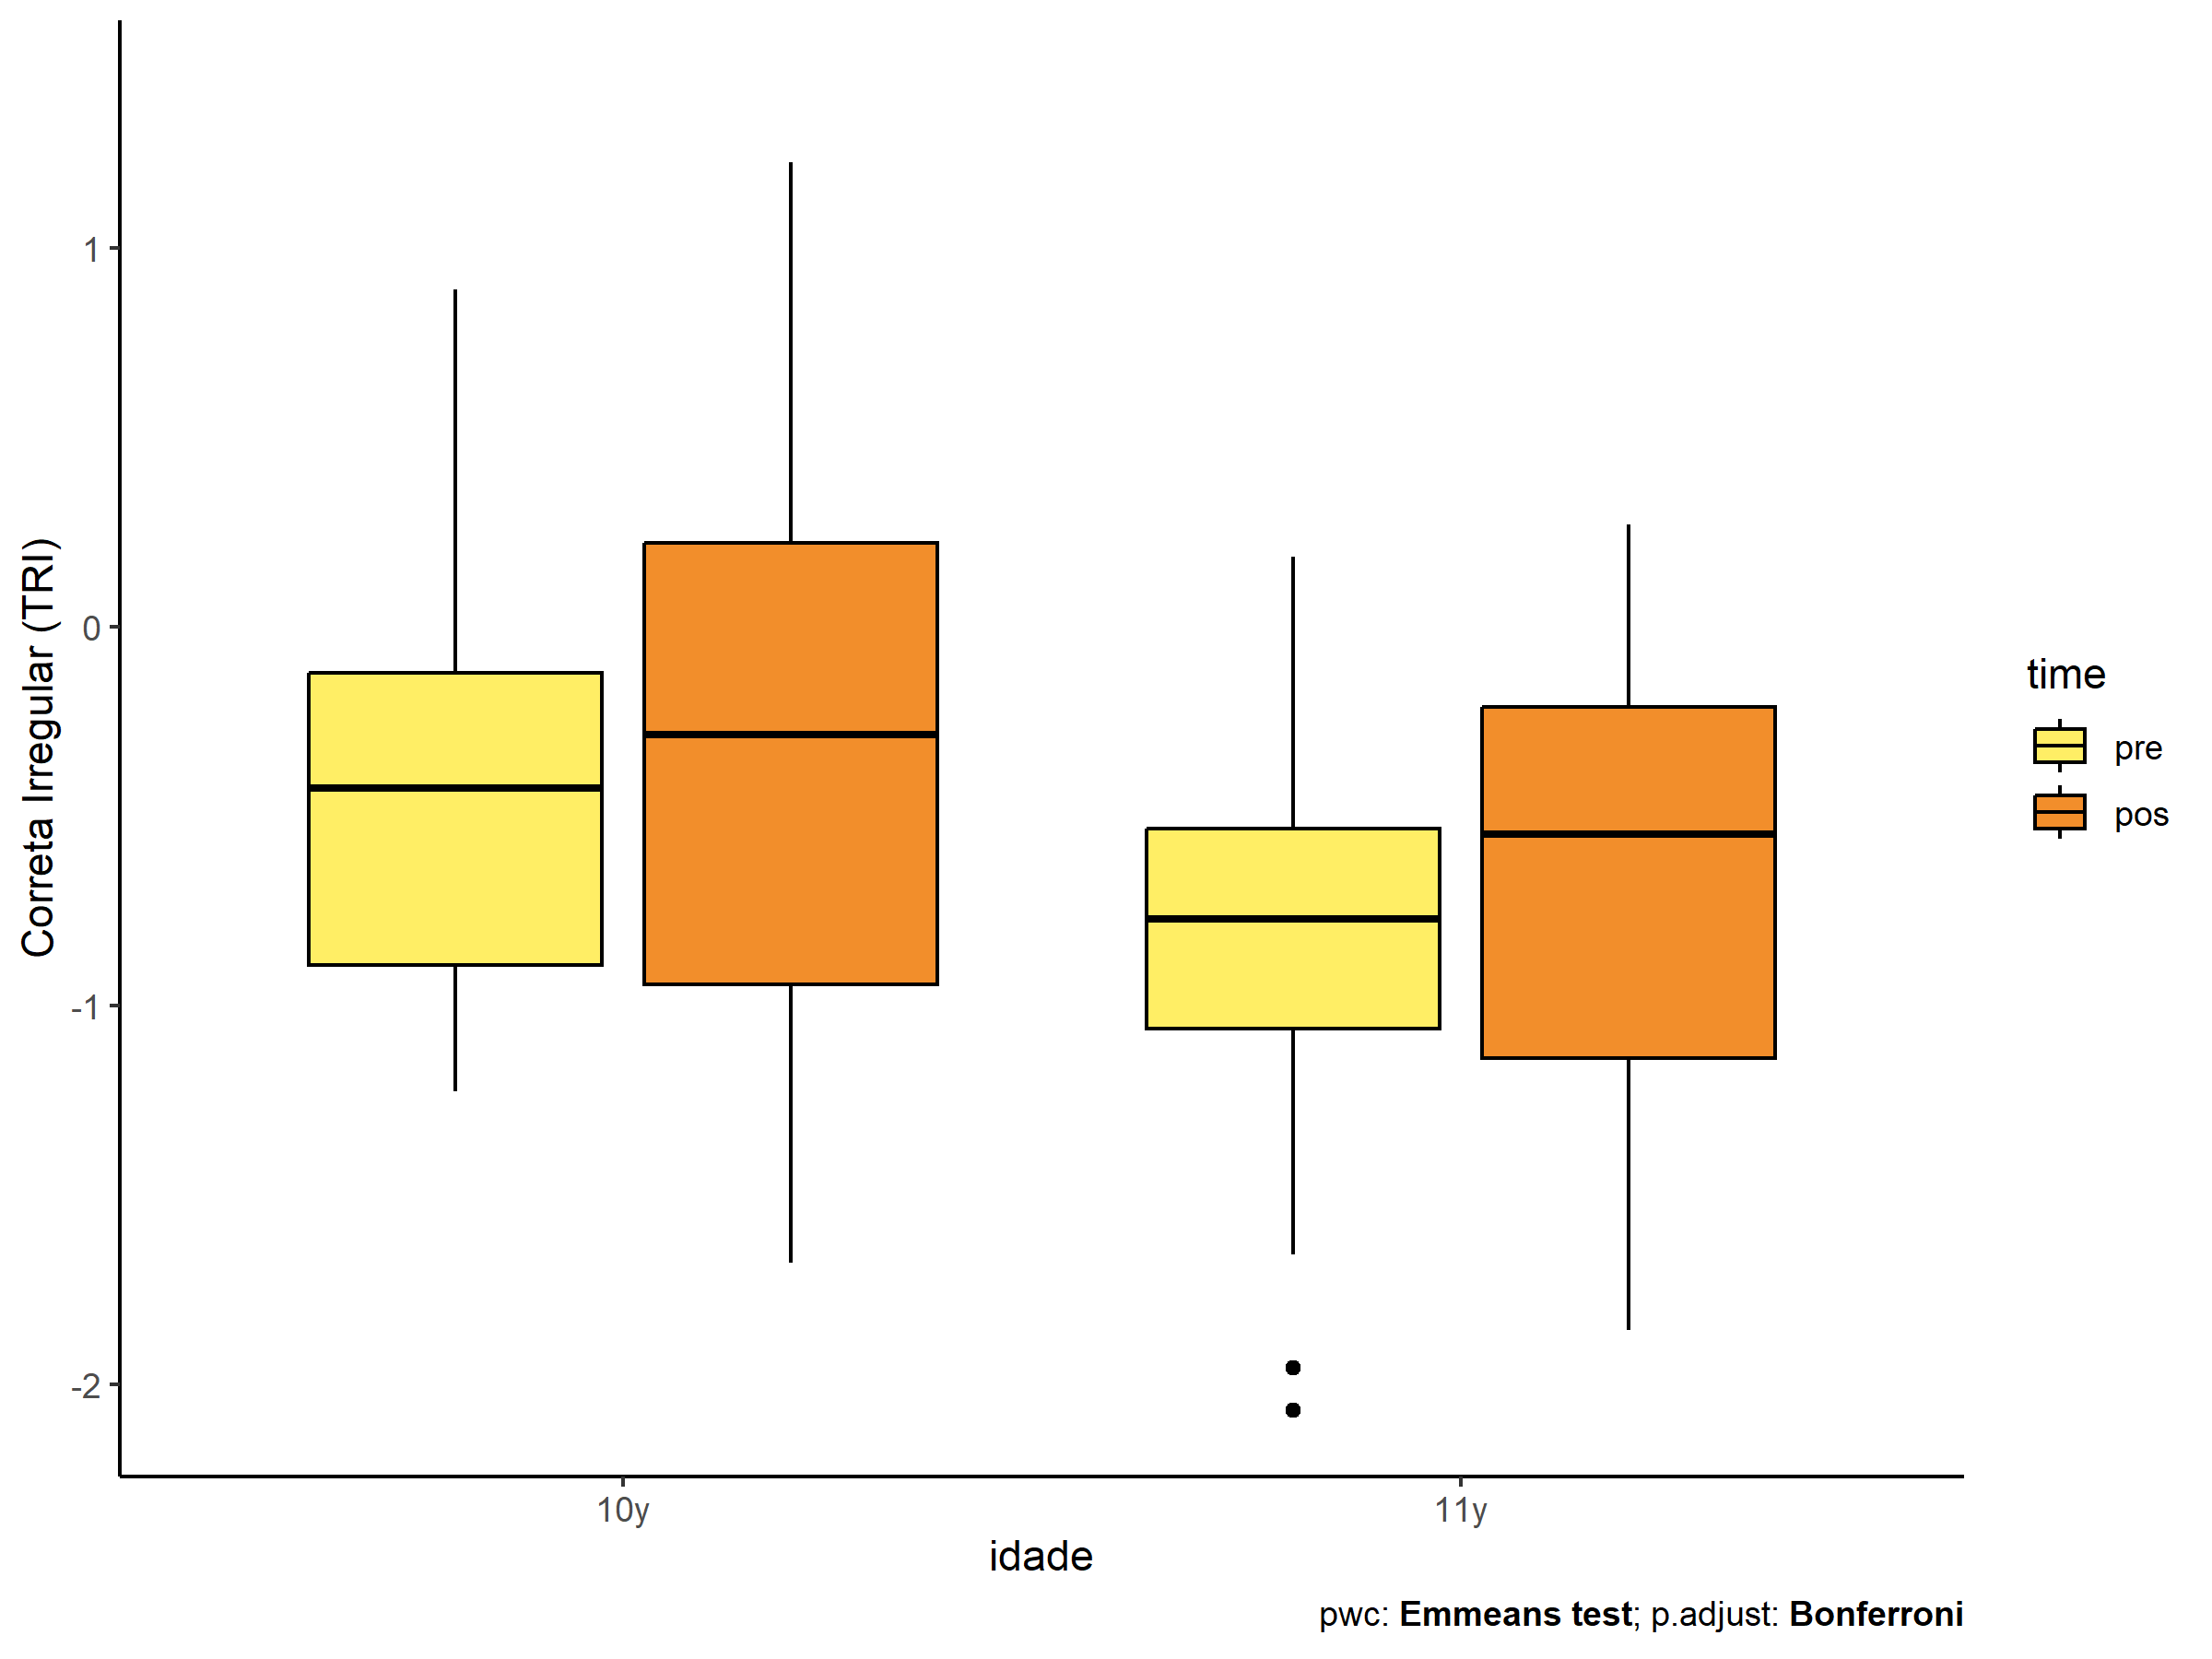 Correta Irregular (TRI)
1
0
-1
-2
10y
11y
idade
time
pre
pos
pwc: Emmeans test; p.adjust: Bonferroni